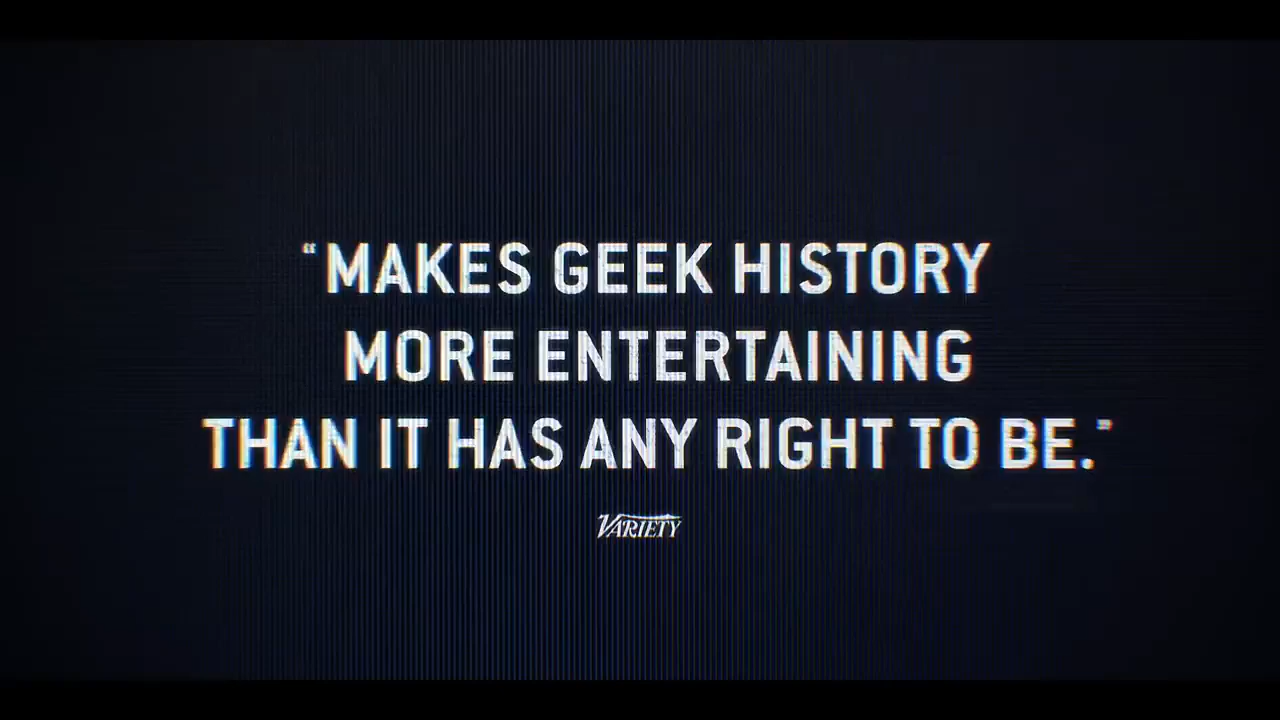 “MAKES GEEK HISTORY
MORE ENTERTAINING
THAN IT HAS ANY RIGHT TO BE.”
VARIETY